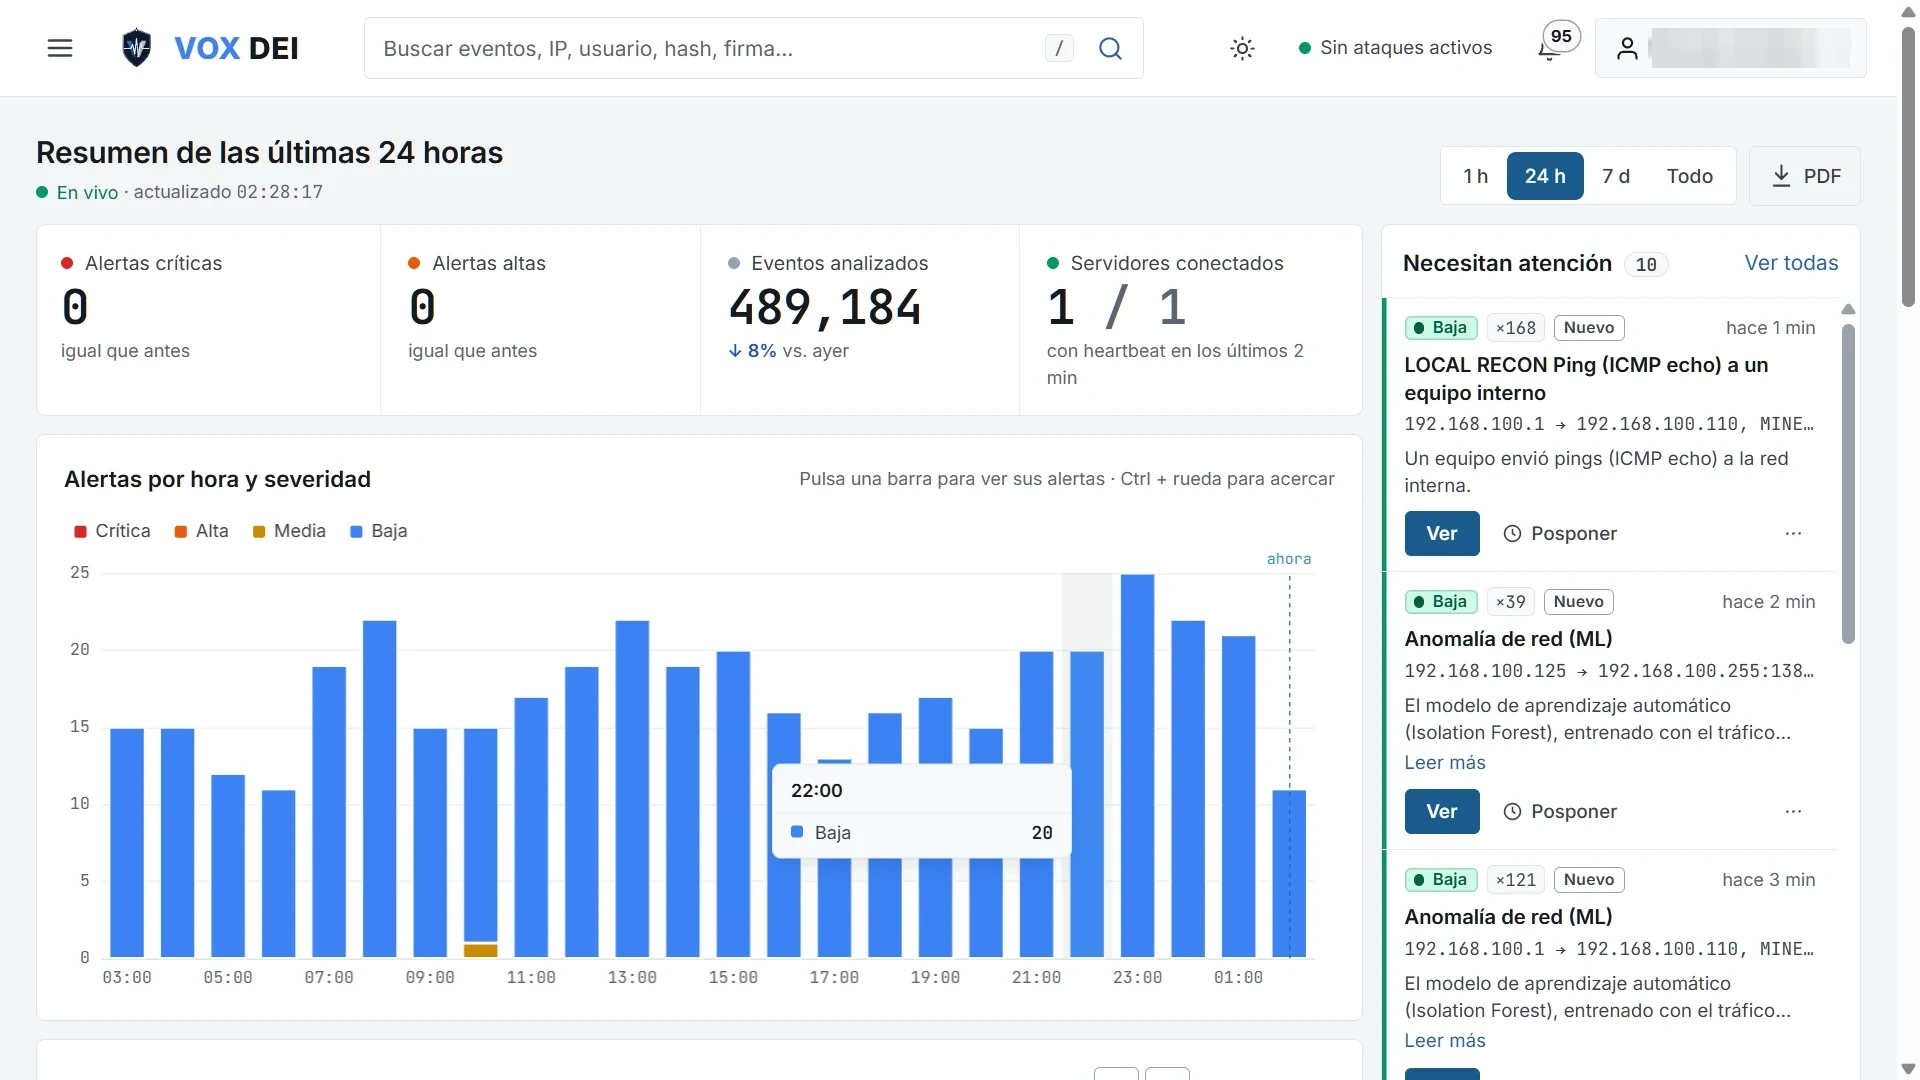 VOX DEI
Buscar eventos, IP, usuario, hash, firma...
/
Sin ataques activos
95
Resumen de las últimas 24 horas
En vivo · actualizado 02:28:17
1 h
24 h
7 d
Todo
PDF
Alertas críticas
0
igual que antes
Alertas altas
0
igual que antes
Eventos analizados
489,184
↓ 8% vs. ayer
Servidores conectados
1 / 1
con heartbeat en los últimos 2
min
Alertas por hora y severidad
Pulsa una barra para ver sus alertas · Ctrl + rueda para acercar
Crítica
Alta
Media
Baja
ahora
25
20
15
10
5
0
22:00
Baja 20
03:00
05:00
07:00
09:00
11:00
13:00
15:00
17:00
19:00
21:00
23:00
01:00
Necesitan atención 10
Ver todas
Baja ×168 Nuevo hace 1 min
LOCAL RECON Ping (ICMP echo) a un
equipo interno
192.168.100.1 → 192.168.100.110, MINE…
Un equipo envió pings (ICMP echo) a la red
interna.
Ver Posponer ...
Baja ×39 Nuevo hace 2 min
Anomalía de red (ML)
192.168.100.125 → 192.168.100.255:138…
El modelo de aprendizaje automático
(Isolation Forest), entrenado con el tráfico...
Leer más
Ver Posponer ...
Baja ×121 Nuevo hace 3 min
Anomalía de red (ML)
192.168.100.1 → 192.168.100.110, MINE…
El modelo de aprendizaje automático
(Isolation Forest), entrenado con el tráfico...
Leer más